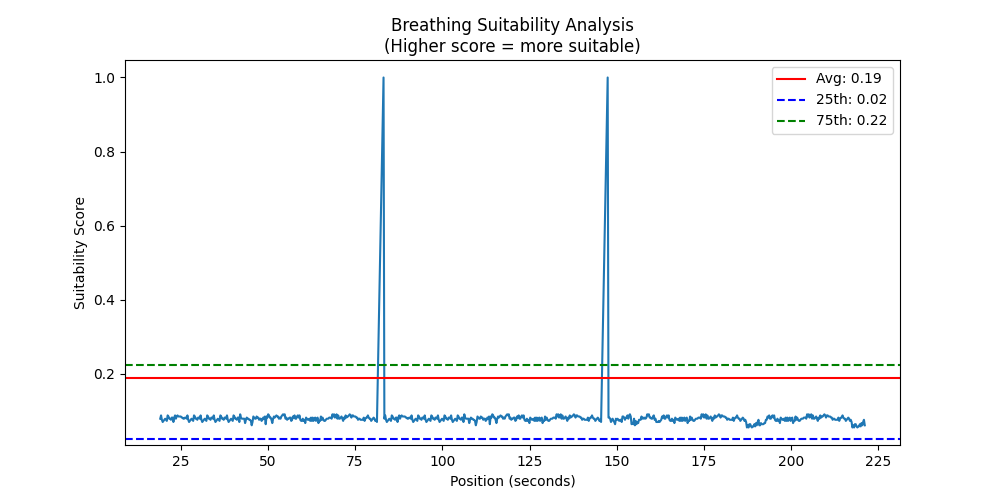 Breathing Suitability Analysis
(Higher score = more suitable)
Avg: 0.19
25th: 0.02
75th: 0.22
Suitability Score
1.0
0.8
0.6
0.4
0.2
25 50 75 100 125 150 175 200 225
Position (seconds)